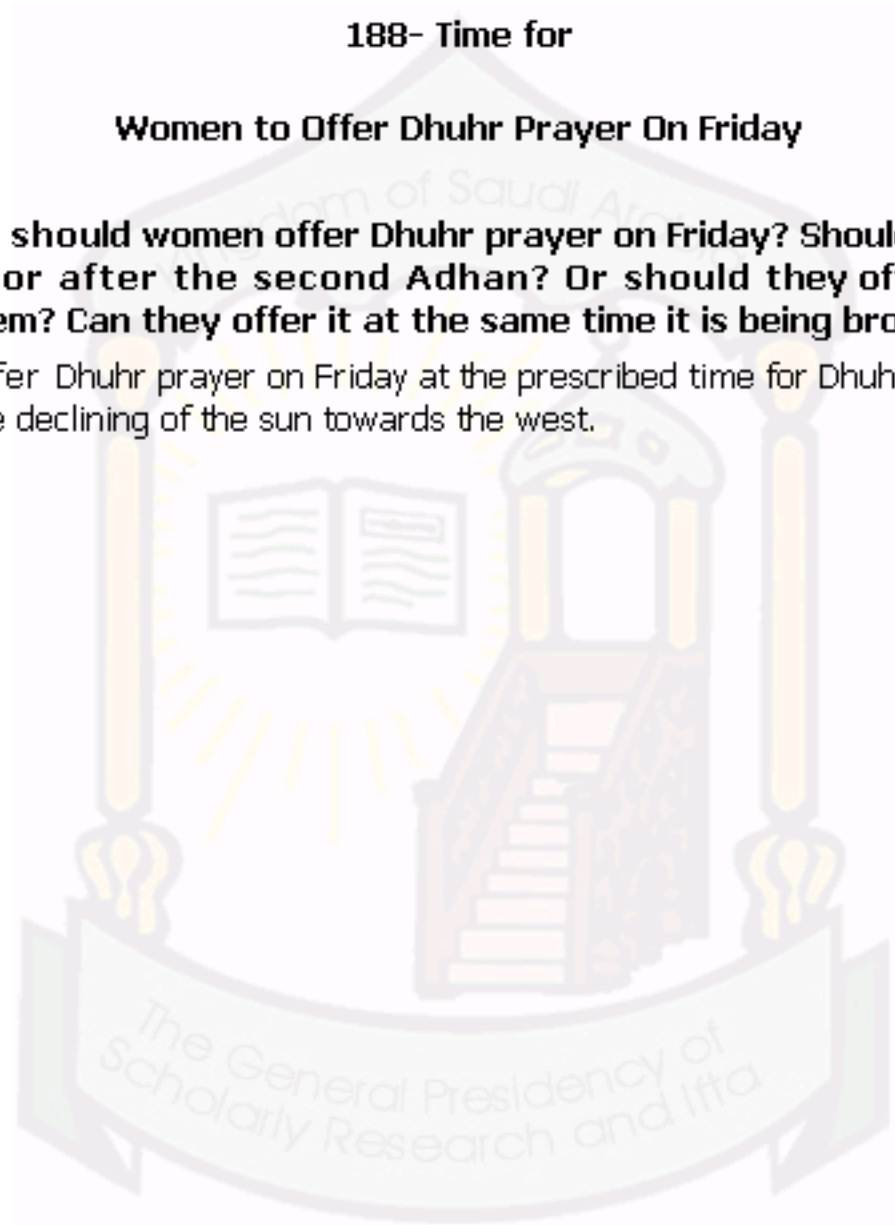 188- Time for
Women to Offer Dhuhr Prayer On Friday
should women offer Dhuhr prayer on Friday? Shoul
or after the second Adhan? Or should they of
em? Can they offer it at the same time it is being bro
fer Dhuhr prayer on Friday at the prescribed time for Dhuh
e declining of the sun towards the west.
Kingdom of Saudi Arabia
The General Presidency of
Scholarly Research and ifta